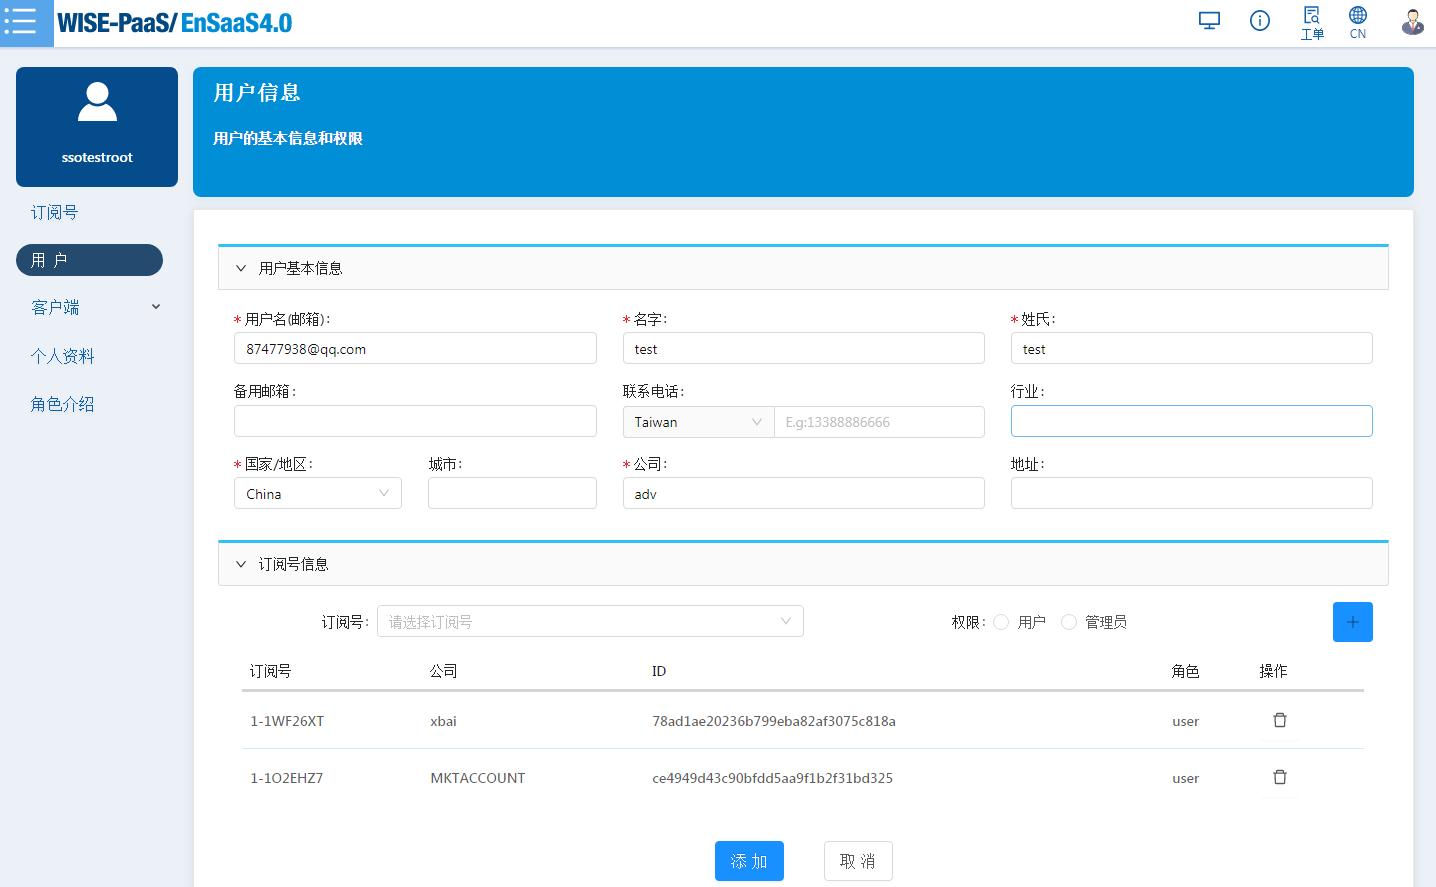 WISE-PaaS/ EnSaaS4.0
工单
CN
ssotestroot
订阅号
用 户
客户端
个人资料
角色介绍
用户信息
用户的基本信息和权限
用户基本信息
* 用户名(邮箱):
* 名字:
* 姓氏:
87477938@qq.com
test
test
备用邮箱:
联系电话:
行业:
Taiwan
E.g:13388886666
* 国家/地区:
城市:
* 公司:
地址:
China
adv
订阅号信息
订阅号:
请选择订阅号
权限:
用户
管理员
订阅号 公司 ID 角色 操作
1-1WF26XT xbai 78ad1ae20236b799eba82af3075c818a user
1-1O2EHZ7 MKTACCOUNT ce4949d43c90bfdd5aa9f1b2f31bd325 user
添 加
取 消